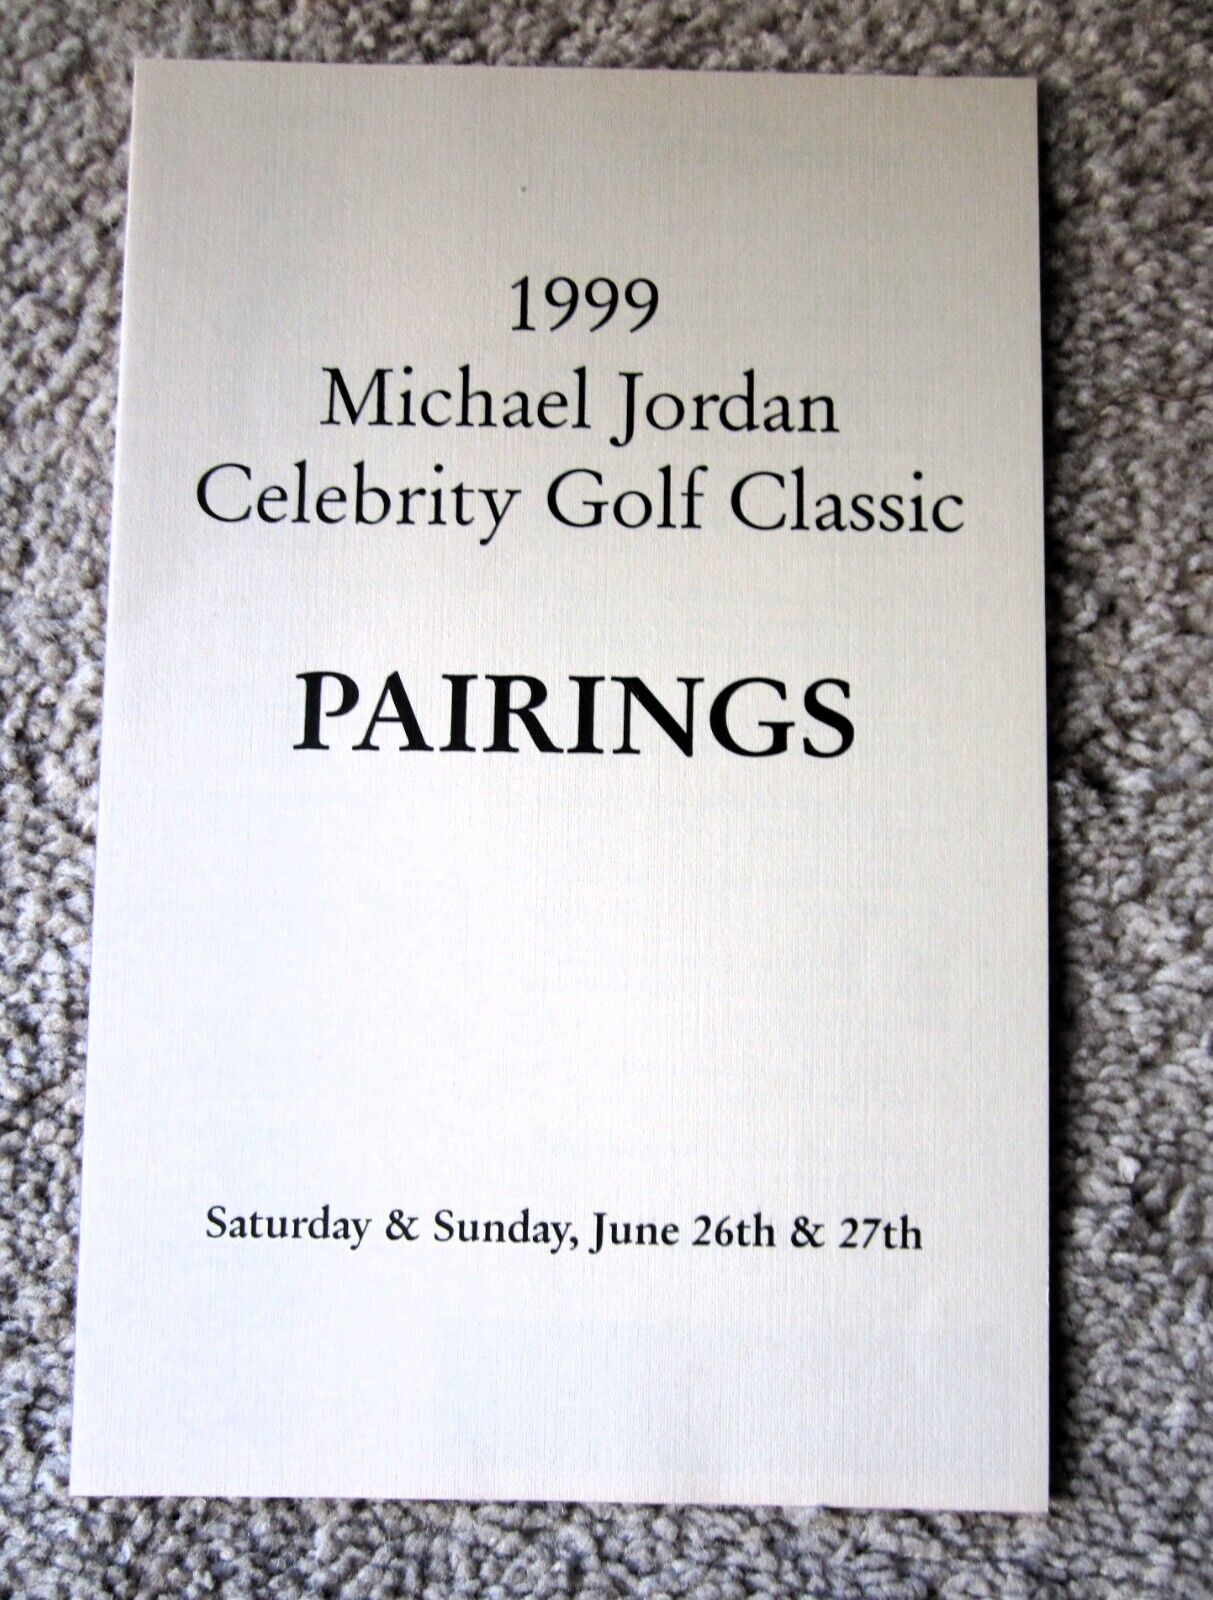 1999
Michael Jordan
Celebrity Golf Classic
PAIRINGS
Saturday & Sunday, June 26th & 27th